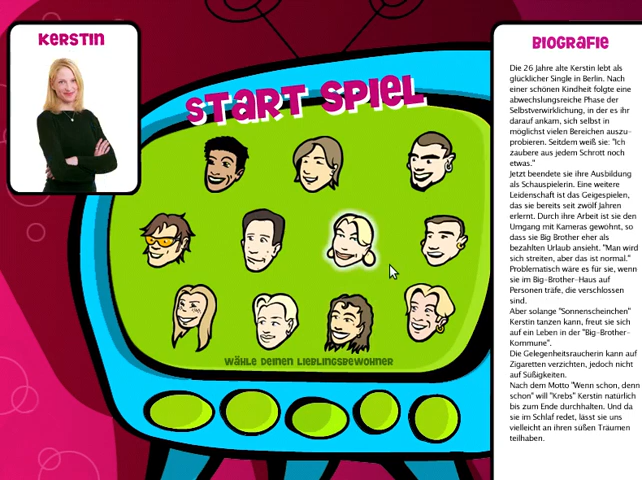 Kerstin
Start Spiel
Wähle deinen Lieblingsbewohner
Biografie
Die 26 Jahre alte Kerstin lebt als
glücklicher Single in Berlin. Nach
einer schönen Kindheit folgte eine
abwechslungsreiche Phase der
Selbstverwirklichung, in der es ihr
darauf ankam, sich selbst in
möglichst vielen Bereichen auszu-
probieren. Seitdem weiß sie: "Ich
zaubere aus jedem Schrott noch
etwas."
Jetzt beendete sie ihre Ausbildung
als Schauspielerin. Eine weitere
Leidenschaft ist das Geigespielen,
das sie bereits seit zwölf Jahren
erlernt. Durch ihre Arbeit ist sie den
Umgang mit Kameras gewohnt, so
dass sie Big Brother eher als
bezahlten Urlaub ansieht. "Man wird
sich streiten, aber das ist normal."
Problematisch wäre es für sie, wenn
sie im Big-Brother-Haus auf
Personen träfe, die verschlossen
sind.
Aber solange "Sonnenscheinchen"
Kerstin tanzen kann, freut sie sich
auf ein Leben in der "Big-Brother-
Kommune".
Die Gelegenheitsraucherin kann auf
Zigaretten verzichten, jedoch nicht
auf Süßigkeiten.
Nach dem Motto "Wenn schon, denn
schon" will "Krebs" Kerstin natürlich
bis zum Ende durchhalten. Und da
sie im Schlaf redet, lässt sie uns
vielleicht an ihren süßen Träumen
teilhaben.